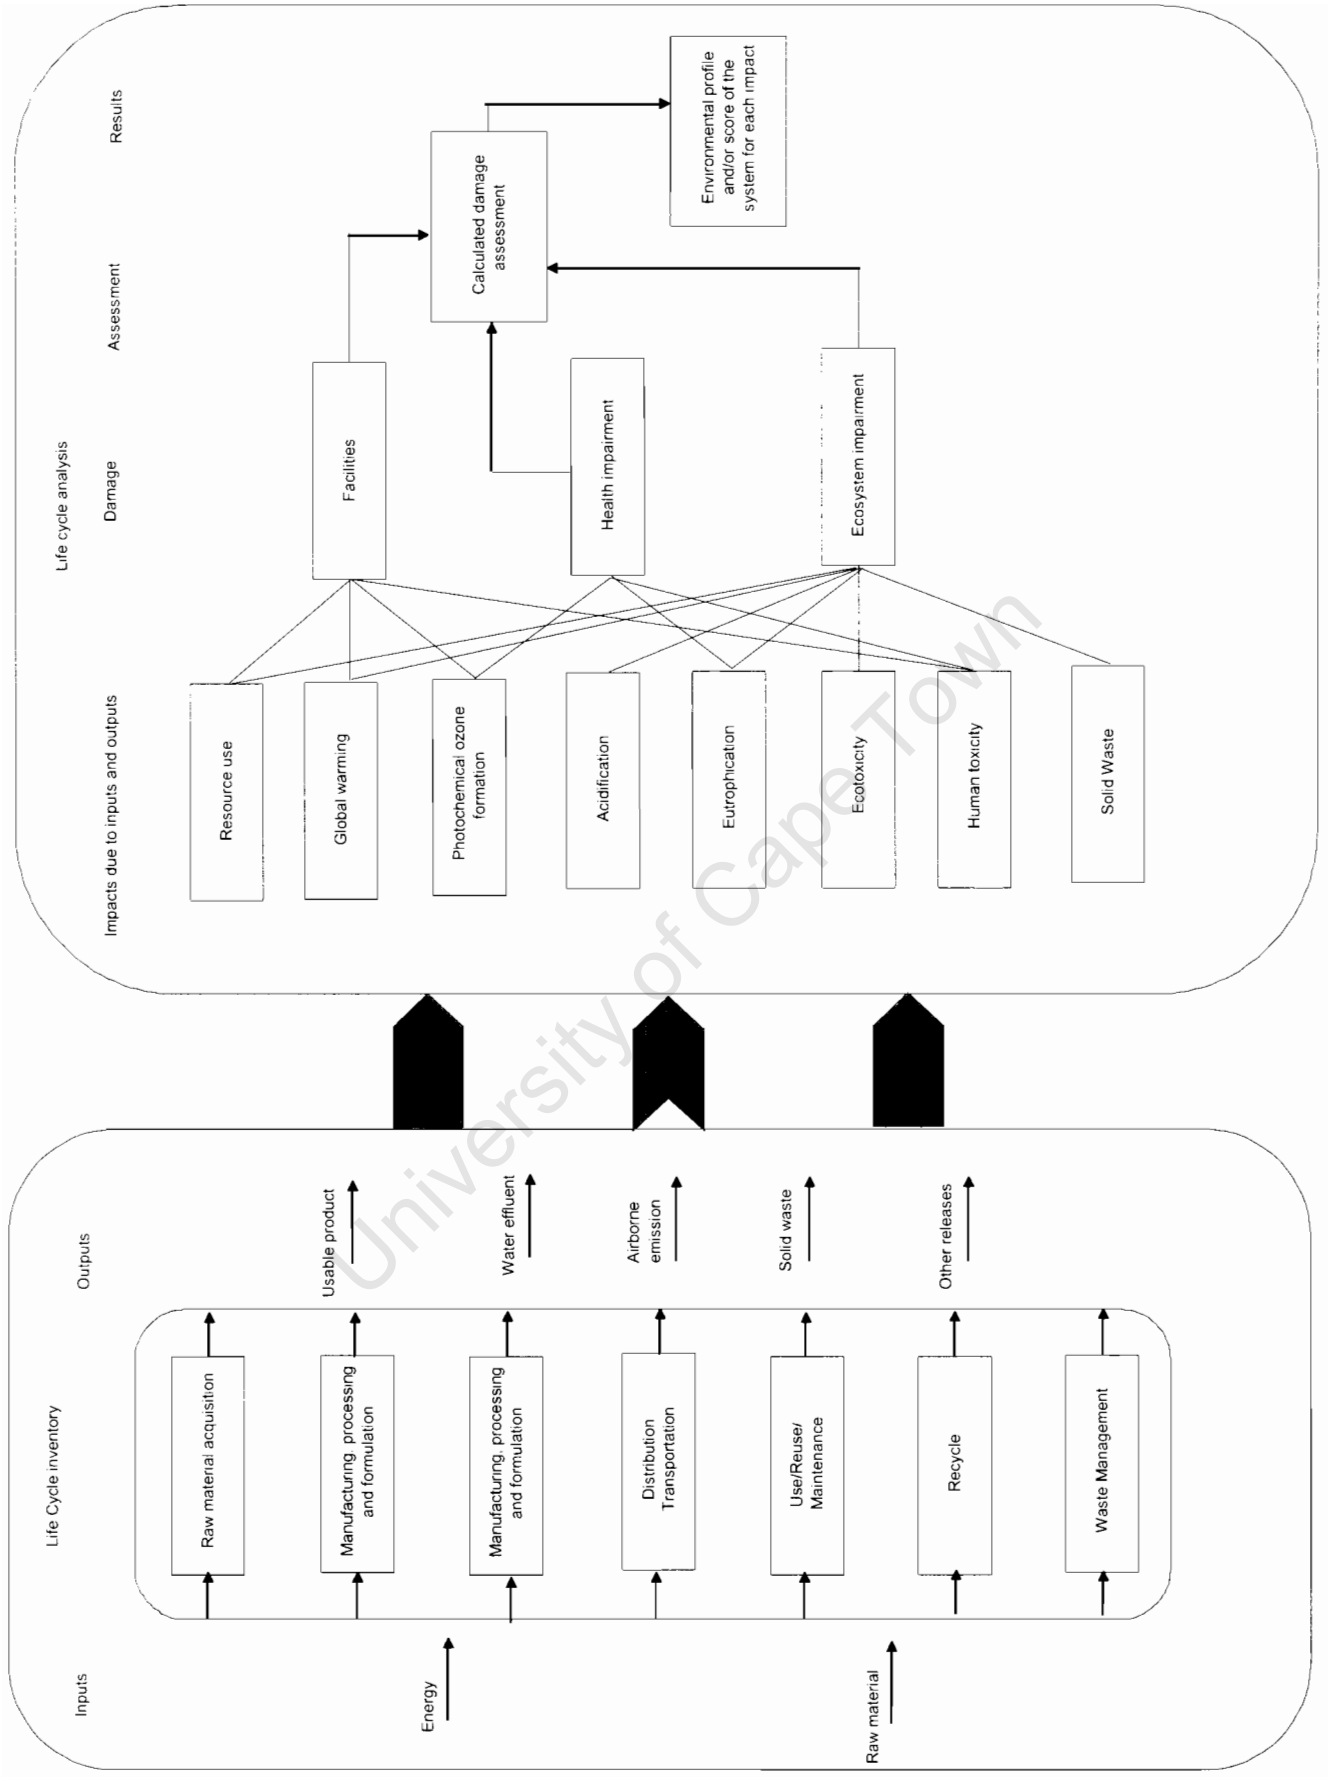 Life Cycle inventory
Inputs
Outputs
Energy
Raw material
Raw material acquisition
Manufacturing, processing
and formulation
Manufacturing, processing
and formulation
Distribution
Transportation
Use/Reuse/
Maintenance
Recycle
Waste Management
Usable product
Water effluent
Airborne
emission
Solid waste
Other releases
Life cycle analysis
Impacts due to inputs and outputs
Damage
Assessment
Results
Resource use
Global warming
Photochemical ozone
formation
Acidification
Eutrophication
Ecotoxicity
Human toxicity
Solid Waste
Facilities
Health impairment
Ecosystem impairment
Calculated damage
assessment
Environmental profile
and/or score of the
system for each impact
University of Cape Town